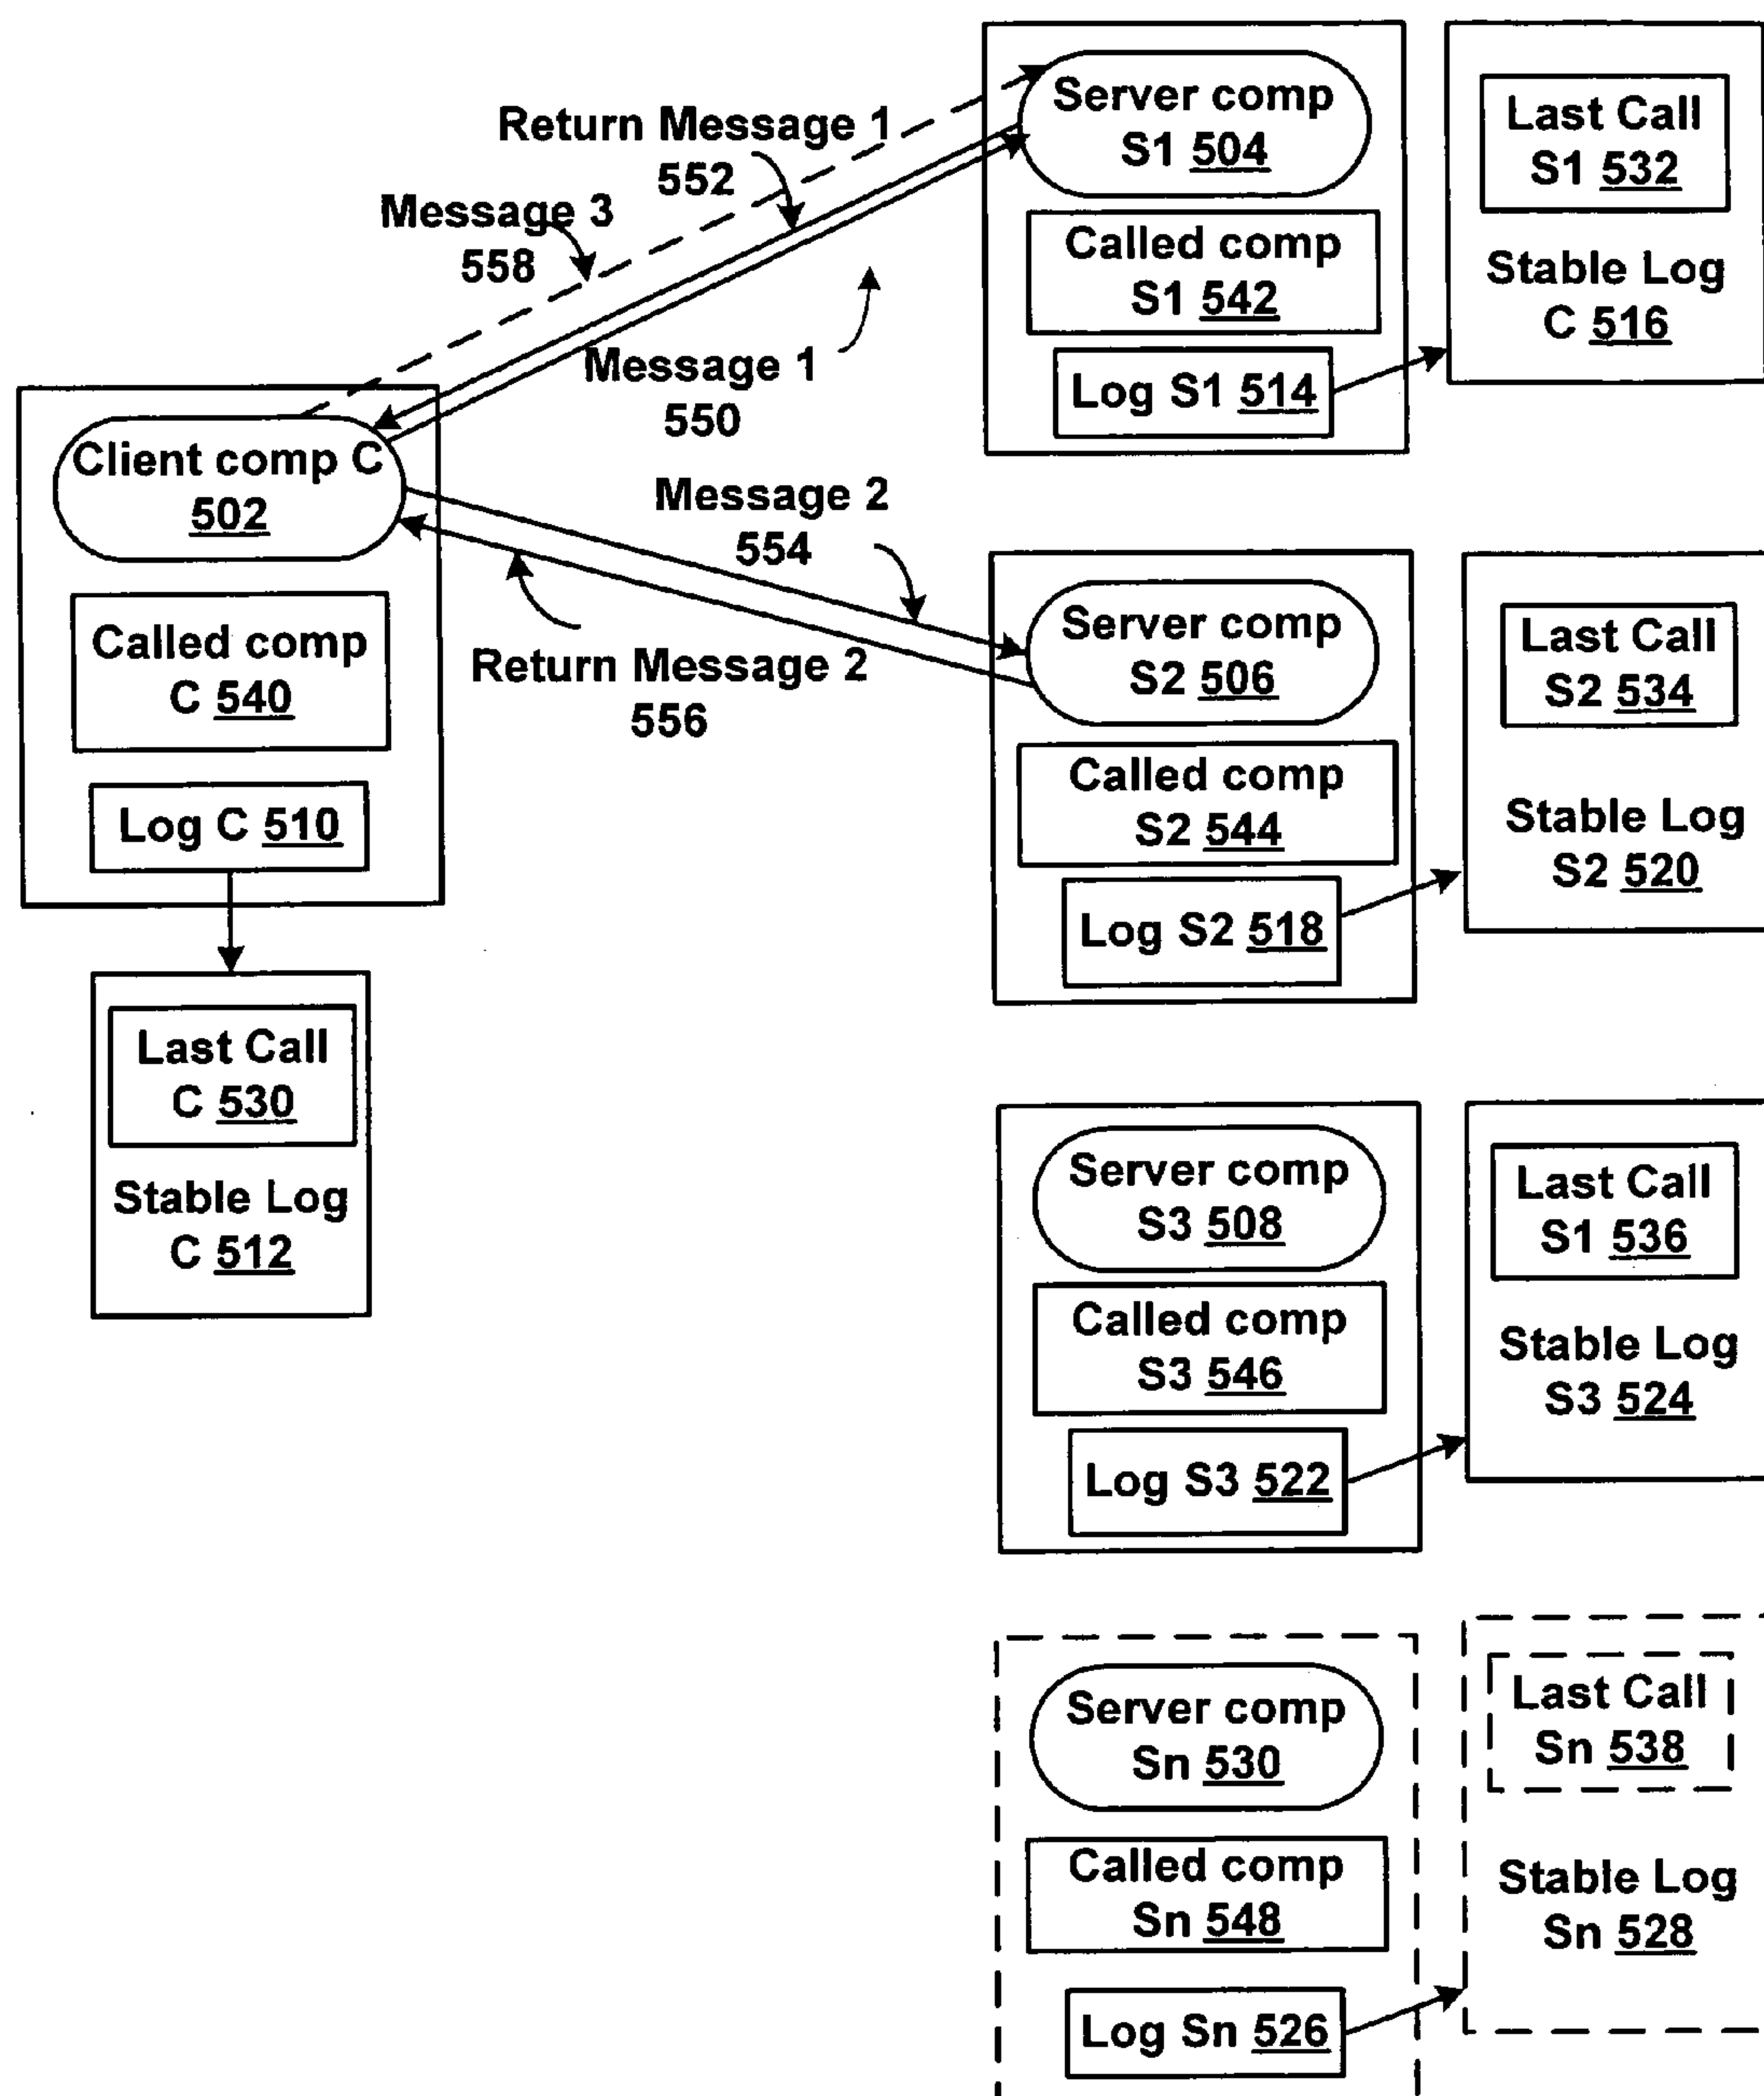 Return Message 1
552
Message 3
558
Message 1
550
Client comp C
502
Message 2
554
Return Message 2
556
Called comp
C 540
Log C 510
Last Call
C 530
Stable Log
C 512
Server comp
S1 504
Called comp
S1 542
Log S1 514
Last Call
S1 532
Stable Log
C 516
Server comp
S2 506
Called comp
S2 544
Log S2 518
Last Call
S2 534
Stable Log
S2 520
Server comp
S3 508
Called comp
S3 546
Log S3 522
Last Call
S1 536
Stable Log
S3 524
Server comp
Sn 530
Called comp
Sn 548
Log Sn 526
Last Call
Sn 538
Stable Log
Sn 528